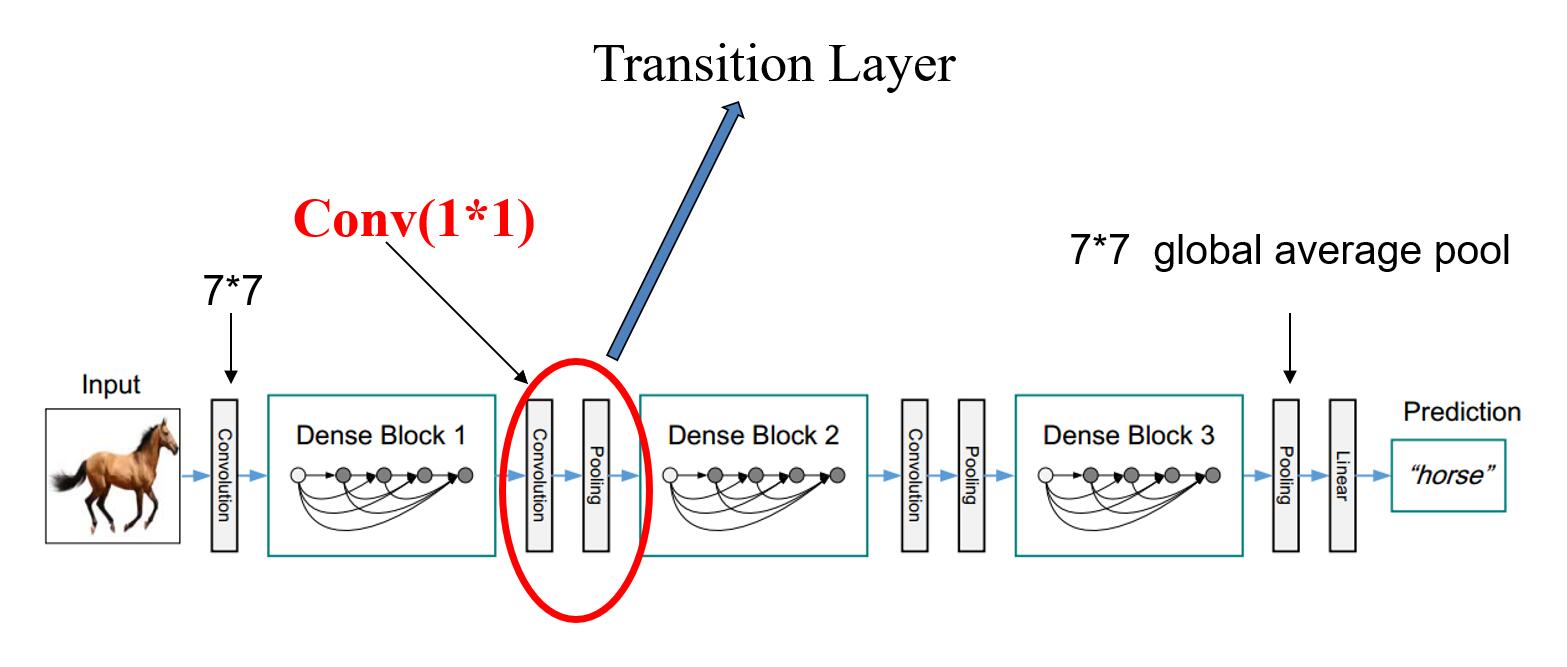 Transition Layer
Conv(1*1)
7*7 global average pool
7*7
Input
Prediction
Convolution
Dense Block 1
Convolution
Pooling
Dense Block 2
Convolution
Pooling
Dense Block 3
Pooling
Linear
“horse”